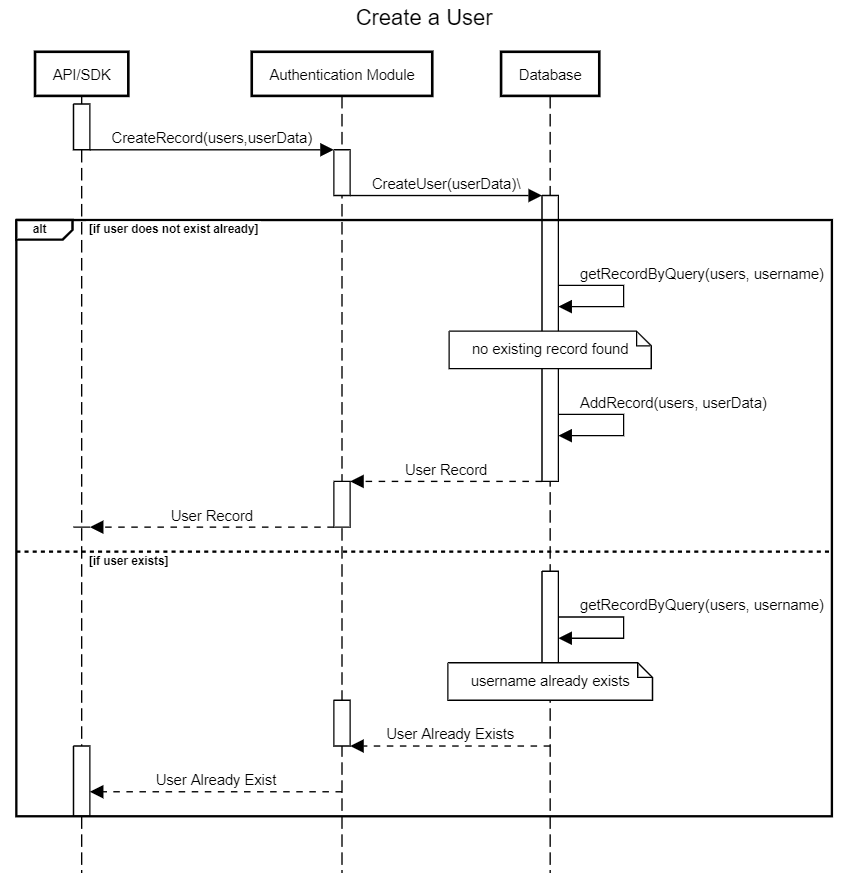 Create a User
API/SDK
Authentication Module
Database
CreateRecord(users,userData)
CreateUser(userData)\
alt
[if user does not exist already]
getRecordByQuery(users, username)
no existing record found
AddRecord(users, userData)
User Record
User Record
[if user exists]
getRecordByQuery(users, username)
username already exists
User Already Exists
User Already Exist